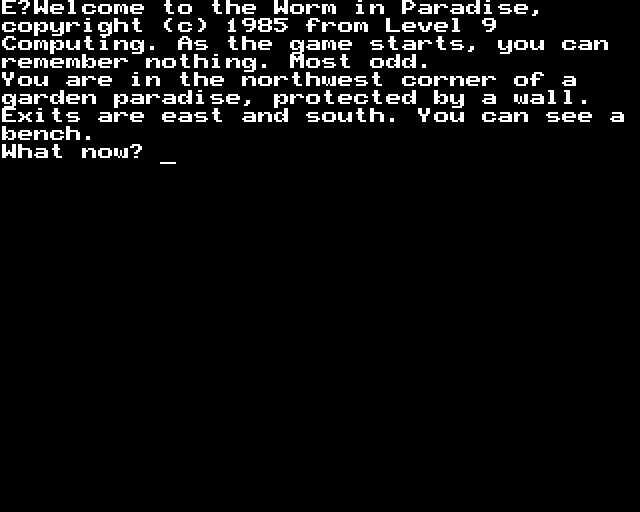 E?Welcome to the Worm in Paradise,
copyright (c) 1985 from Level 9
Computing. As the game starts, you can
remember nothing. Most odd.
You are in the northwest corner of a
garden paradise, protected by a wall.
Exits are east and south. You can see a
bench.
What now? _